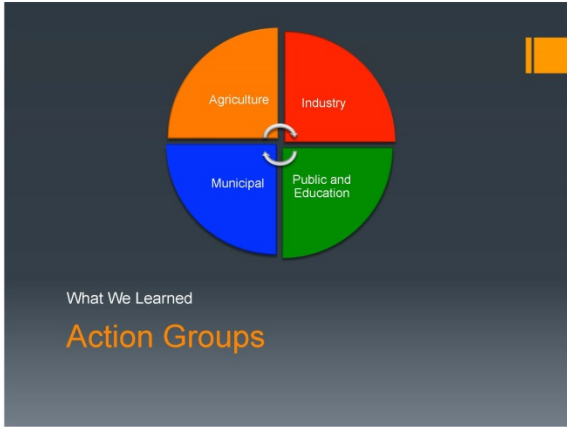 Agriculture
Industry
Municipal
Public and
Education
What We Learned
Action Groups